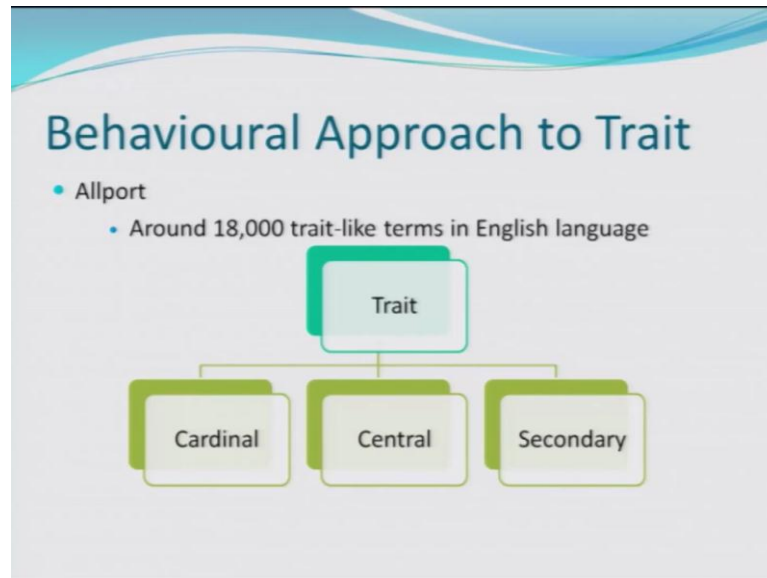 Behavioural Approach to Trait
Allport
Around 18,000 trait-like terms in English language
Trait
Cardinal
Central
Secondary